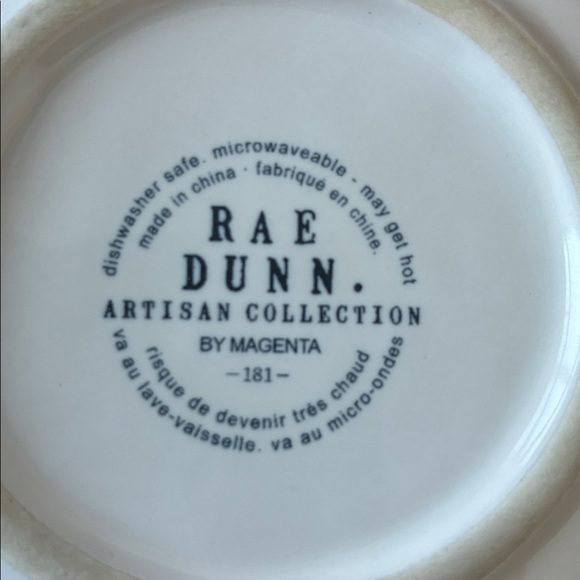 dishwasher safe. microwaveable - may get hot
made in china · fabriqué en chine.
RAE
DUNN.
ARTISAN COLLECTION
BY MAGENTA
-181-
risque de devenir très chaud
va au lave-vaisselle. va au micro-ondes